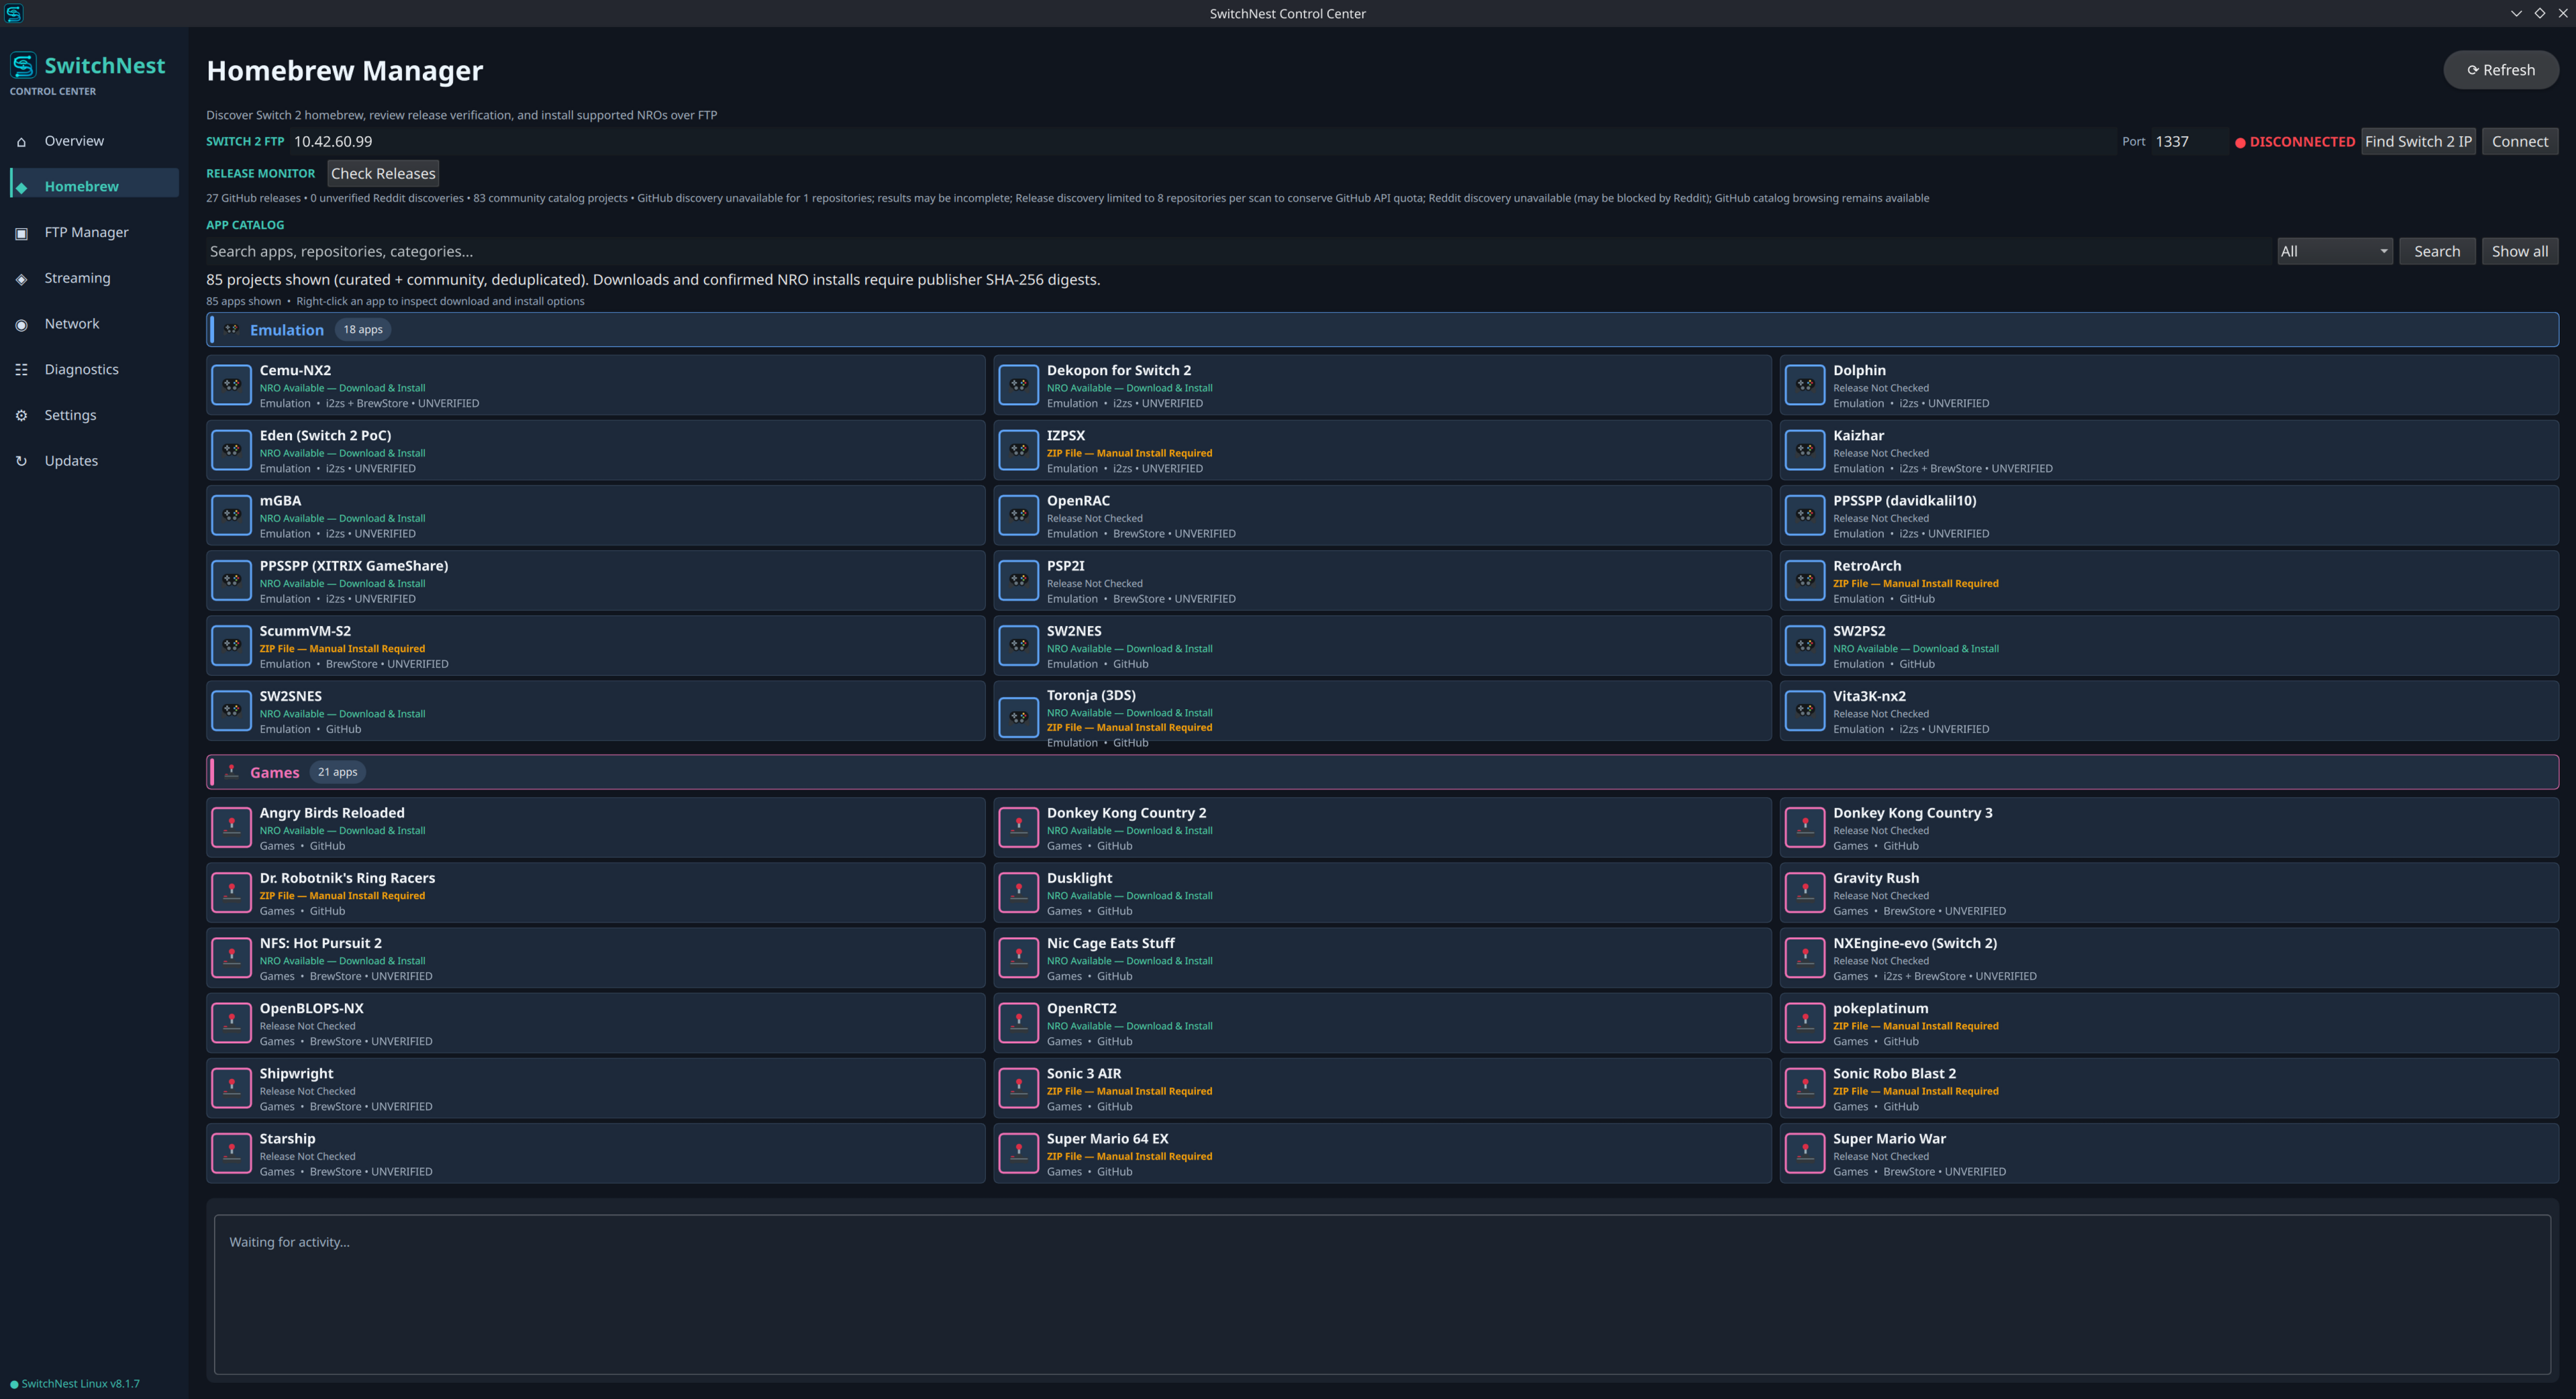 SwitchNest Control Center
SwitchNest
CONTROL CENTER
Overview
Homebrew
FTP Manager
Streaming
Network
Diagnostics
Settings
Updates
SwitchNest Linux v8.1.7
Homebrew Manager
⟳ Refresh
Discover Switch 2 homebrew, review release verification, and install supported NROs over FTP
SWITCH 2 FTP 10.42.60.99 Port 1337 DISCONNECTED Find Switch 2 IP Connect
RELEASE MONITOR Check Releases
27 GitHub releases • 0 unverified Reddit discoveries • 83 community catalog projects • GitHub discovery unavailable for 1 repositories; results may be incomplete; Release discovery limited to 8 repositories per scan to conserve GitHub API quota; Reddit discovery unavailable (may be blocked by Reddit); GitHub catalog browsing remains available
APP CATALOG
Search apps, repositories, categories... All Search Show all
85 projects shown (curated + community, deduplicated). Downloads and confirmed NRO installs require publisher SHA-256 digests.
85 apps shown • Right-click an app to inspect download and install options
Emulation 18 apps
Cemu-NX2
NRO Available — Download & Install
Emulation • i2zs + BrewStore • UNVERIFIED
Dekopon for Switch 2
NRO Available — Download & Install
Emulation • i2zs • UNVERIFIED
Dolphin
Release Not Checked
Emulation • i2zs • UNVERIFIED
Eden (Switch 2 PoC)
NRO Available — Download & Install
Emulation • i2zs • UNVERIFIED
IZPSX
ZIP File — Manual Install Required
Emulation • i2zs • UNVERIFIED
Kaizhar
Release Not Checked
Emulation • i2zs + BrewStore • UNVERIFIED
mGBA
NRO Available — Download & Install
Emulation • i2zs • UNVERIFIED
OpenRAC
Release Not Checked
Emulation • BrewStore • UNVERIFIED
PPSSPP (davidkalil10)
Release Not Checked
Emulation • i2zs • UNVERIFIED
PPSSPP (XITRIX GameShare)
NRO Available — Download & Install
Emulation • i2zs • UNVERIFIED
PSP2I
Release Not Checked
Emulation • BrewStore • UNVERIFIED
RetroArch
ZIP File — Manual Install Required
Emulation • GitHub
ScummVM-S2
ZIP File — Manual Install Required
Emulation • BrewStore • UNVERIFIED
SW2NES
NRO Available — Download & Install
Emulation • GitHub
SW2PS2
NRO Available — Download & Install
Emulation • GitHub
SW2SNES
NRO Available — Download & Install
Emulation • GitHub
Toronja (3DS)
NRO Available — Download & Install
ZIP File — Manual Install Required
Emulation • GitHub
Vita3K-nx2
Release Not Checked
Emulation • i2zs • UNVERIFIED
Games 21 apps
Angry Birds Reloaded
NRO Available — Download & Install
Games • GitHub
Donkey Kong Country 2
NRO Available — Download & Install
Games • GitHub
Donkey Kong Country 3
Release Not Checked
Games • GitHub
Dr. Robotnik's Ring Racers
ZIP File — Manual Install Required
Games • GitHub
Dusklight
NRO Available — Download & Install
Games • GitHub
Gravity Rush
Release Not Checked
Games • BrewStore • UNVERIFIED
NFS: Hot Pursuit 2
NRO Available — Download & Install
Games • BrewStore • UNVERIFIED
Nic Cage Eats Stuff
NRO Available — Download & Install
Games • GitHub
NXEngine-evo (Switch 2)
Release Not Checked
Games • i2zs + BrewStore • UNVERIFIED
OpenBLOPS-NX
Release Not Checked
Games • BrewStore • UNVERIFIED
OpenRCT2
NRO Available — Download & Install
Games • GitHub
pokeplatinum
ZIP File — Manual Install Required
Games • GitHub
Shipwright
Release Not Checked
Games • BrewStore • UNVERIFIED
Sonic 3 AIR
ZIP File — Manual Install Required
Games • GitHub
Sonic Robo Blast 2
ZIP File — Manual Install Required
Games • GitHub
Starship
Release Not Checked
Games • BrewStore • UNVERIFIED
Super Mario 64 EX
ZIP File — Manual Install Required
Games • GitHub
Super Mario War
Release Not Checked
Games • BrewStore • UNVERIFIED
Waiting for activity...